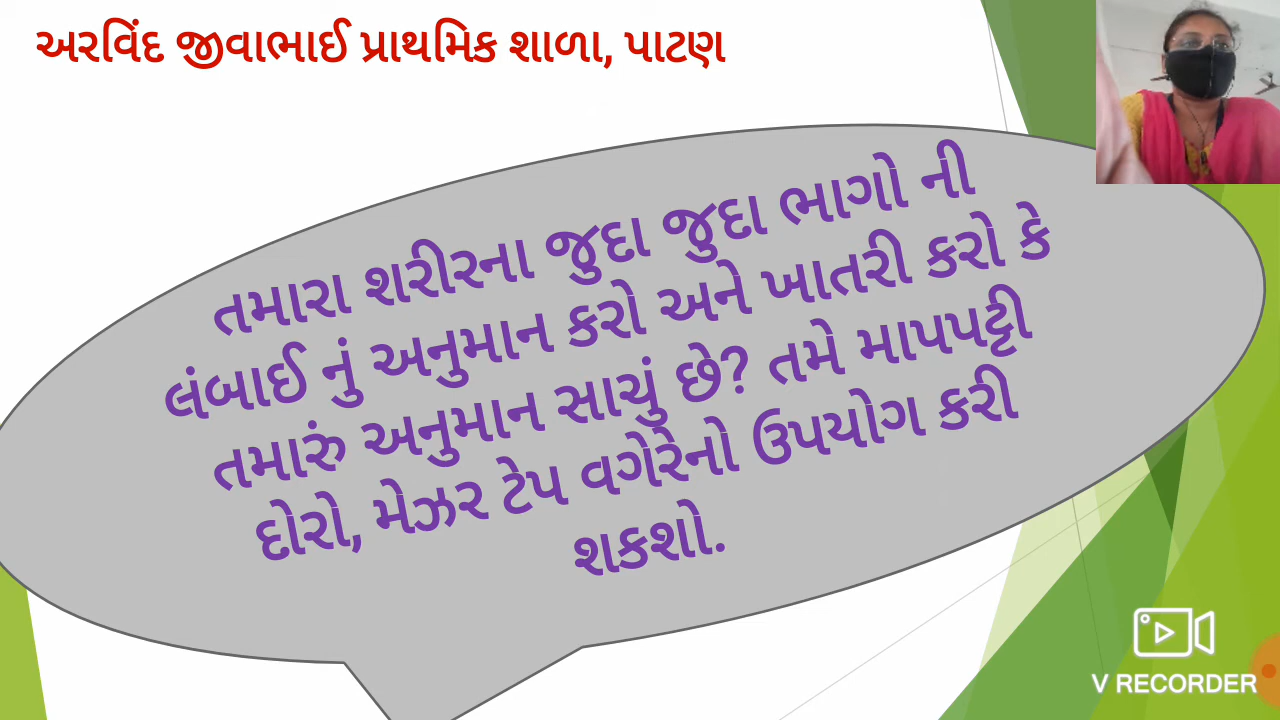 અરવિંદ જીવાભાઈ પ્રાથમિક શાળા, પાટણ
તમારા શરીરના જુદા જુદા ભાગો ની
લંબાઈ નું અનુમાન કરો અને ખાતરી કરો કે
તમારું અનુમાન સાચું છે? તમે માપપટ્ટી
દોરો, મેઝર ટેપ વગેરેનો ઉપયોગ કરી
શકશો.
V RECORDER